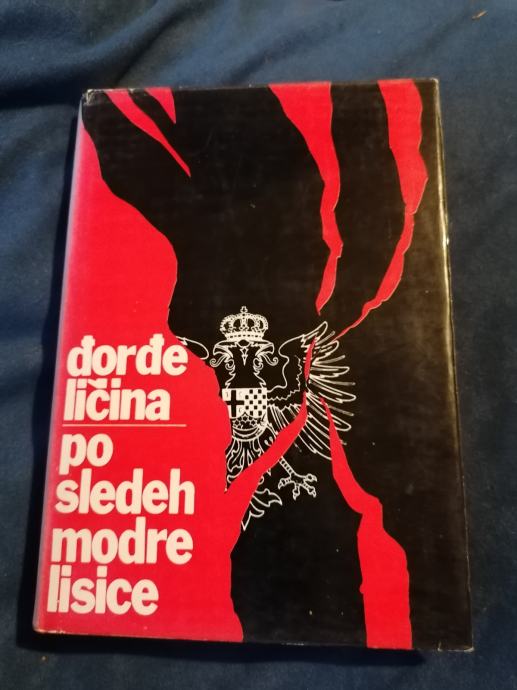 đorđe
ličina
po
sledeh
modre
lisice